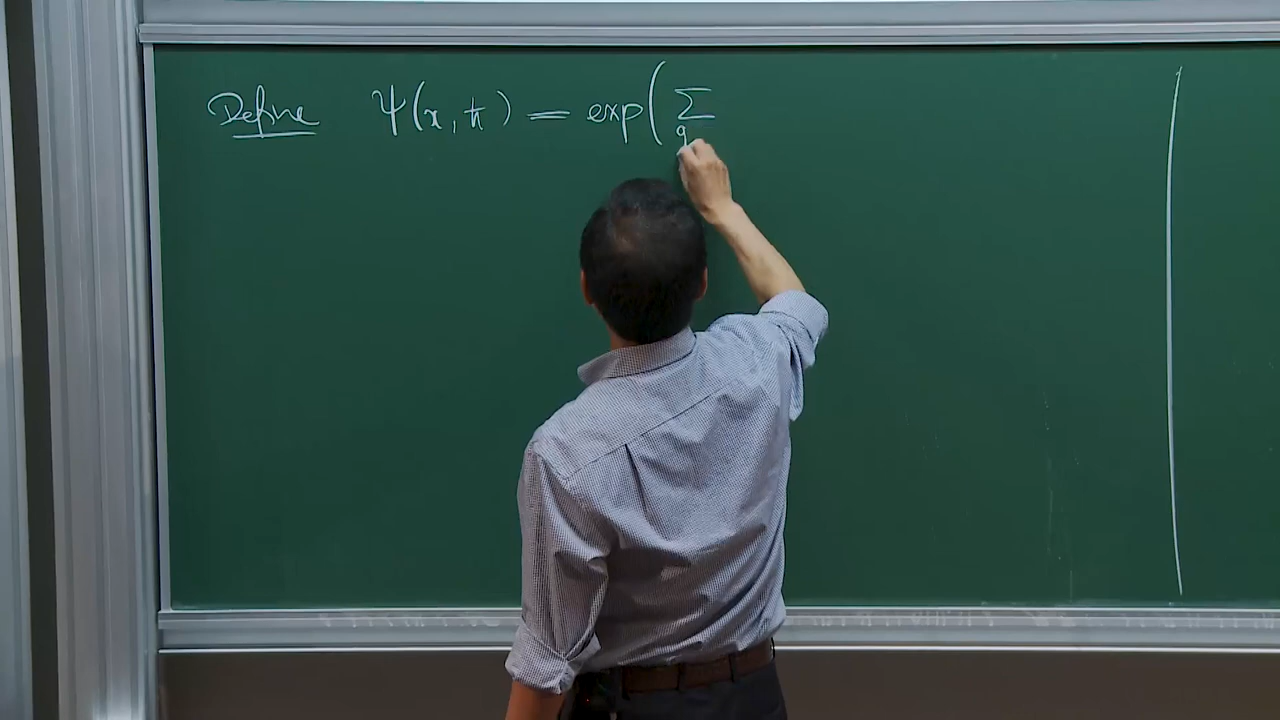 Define Ψ(x, ħ) = exp( Σ g